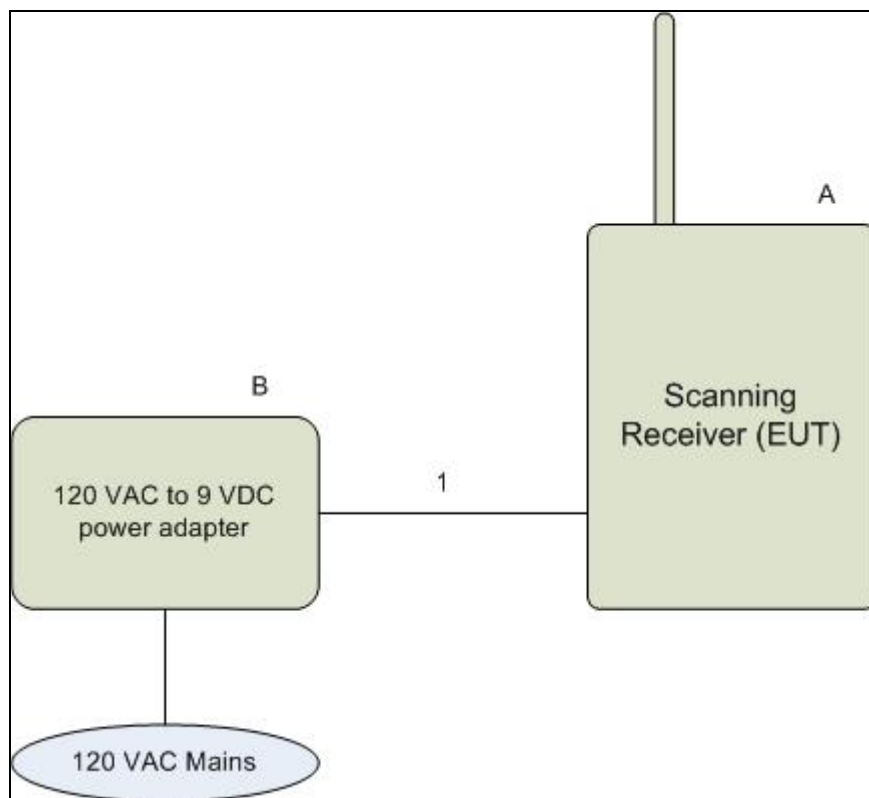 A
Scanning
Receiver (EUT)
B
120 VAC to 9 VDC
power adapter
1
120 VAC Mains